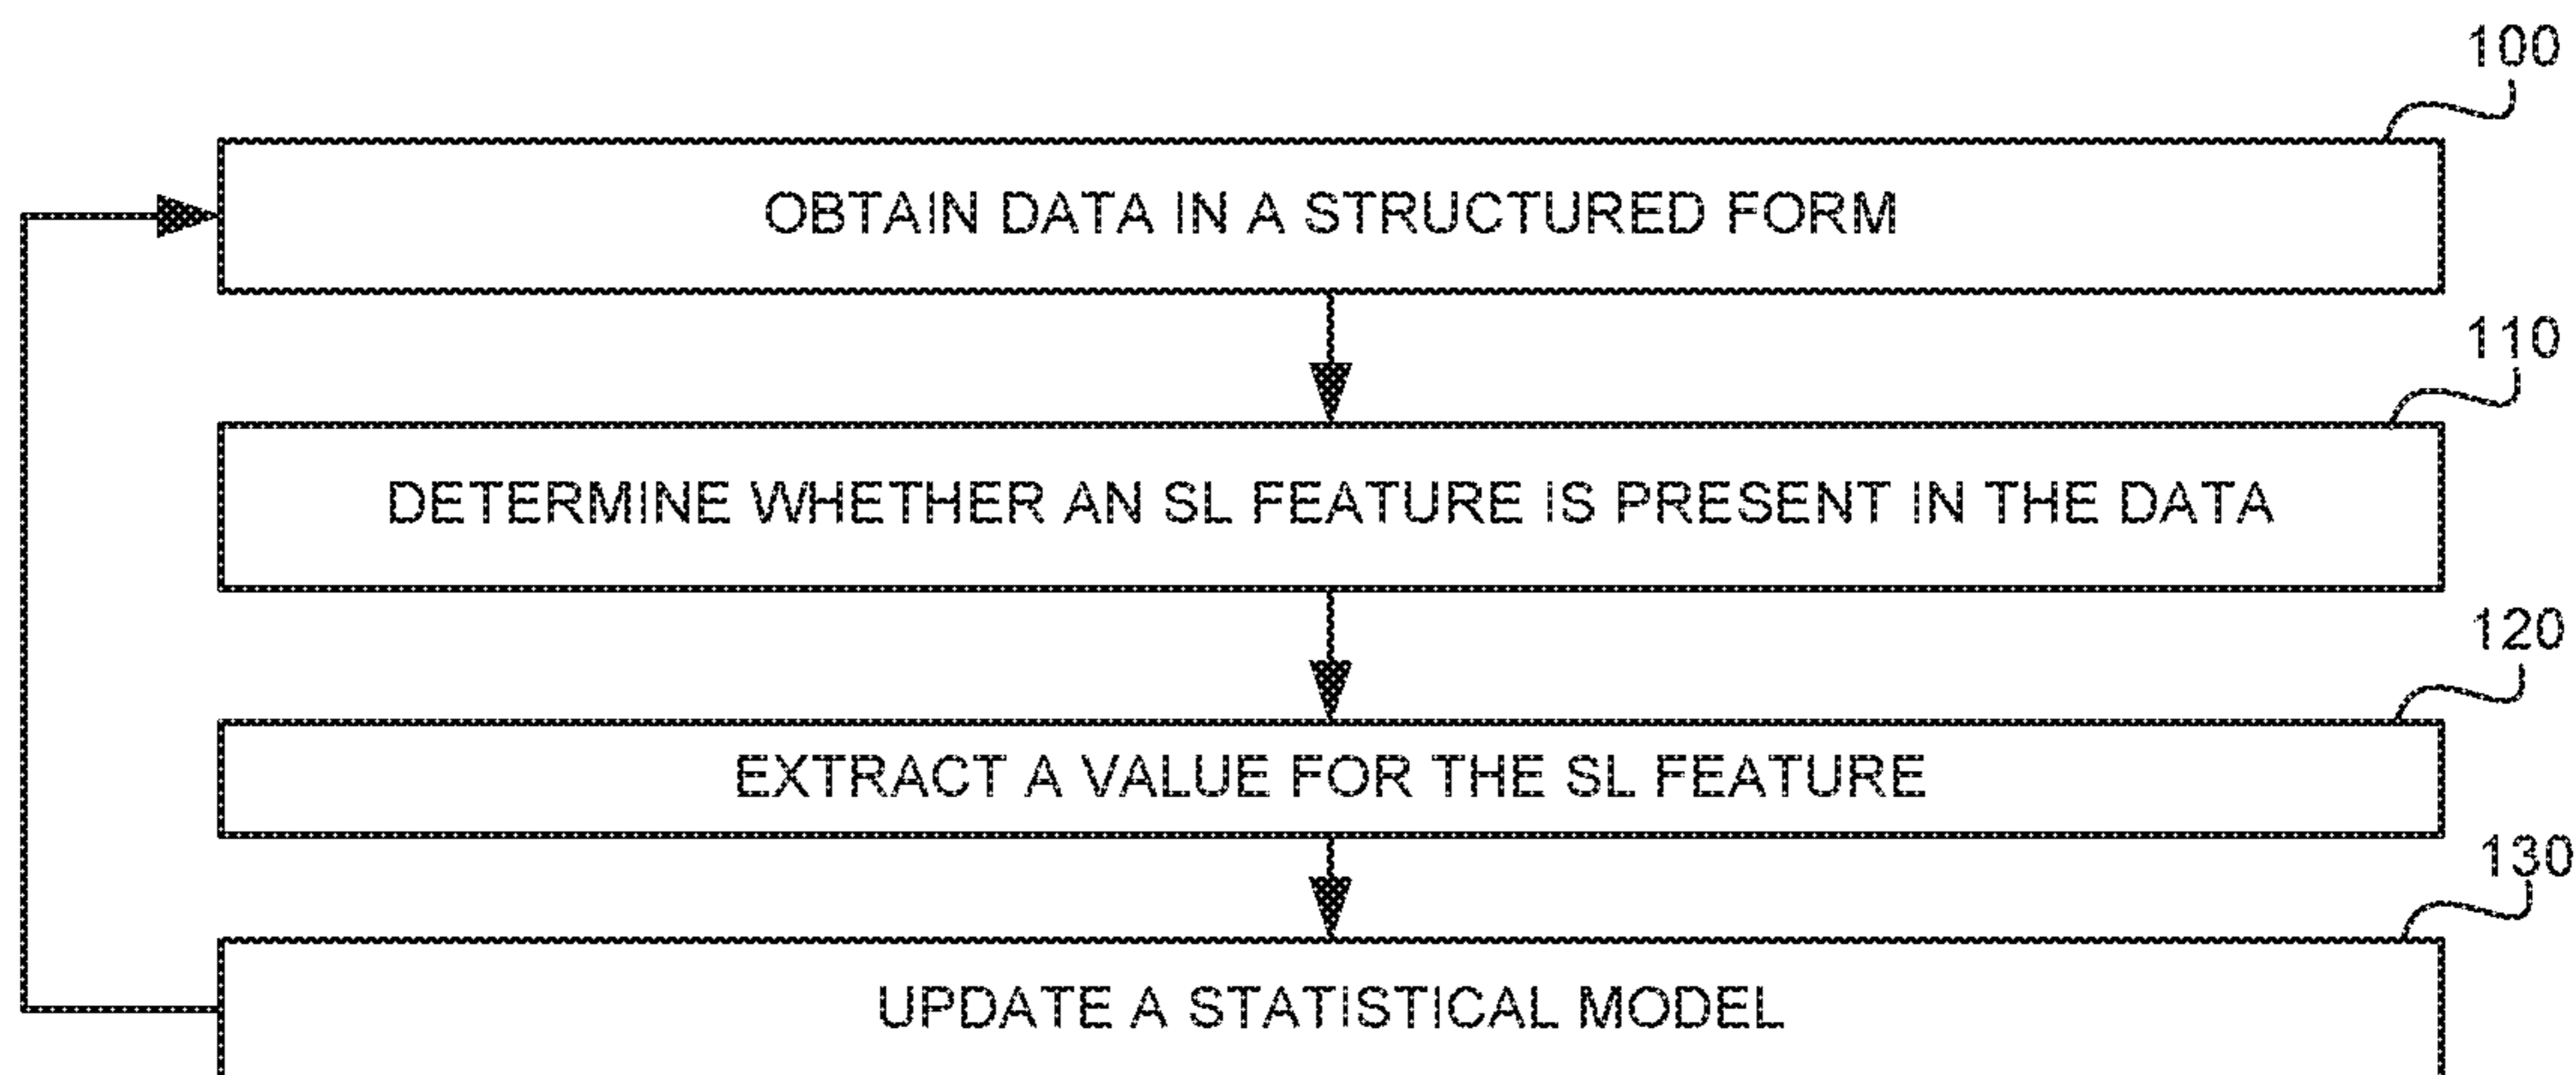 100
OBTAIN DATA IN A STRUCTURED FORM
110
DETERMINE WHETHER AN SL FEATURE IS PRESENT IN THE DATA
120
EXTRACT A VALUE FOR THE SL FEATURE
130
UPDATE A STATISTICAL MODEL